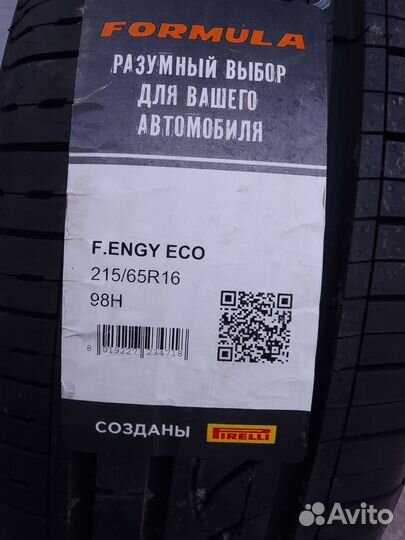 FORMULA
РАЗУМНЫЙ ВЫБОР
ДЛЯ ВАШЕГО
АВТОМОБИЛЯ
F.ENGY ECO
215/65R16
98H
8 019227 234718
СОЗДАНЫ PIRELLI
Avito